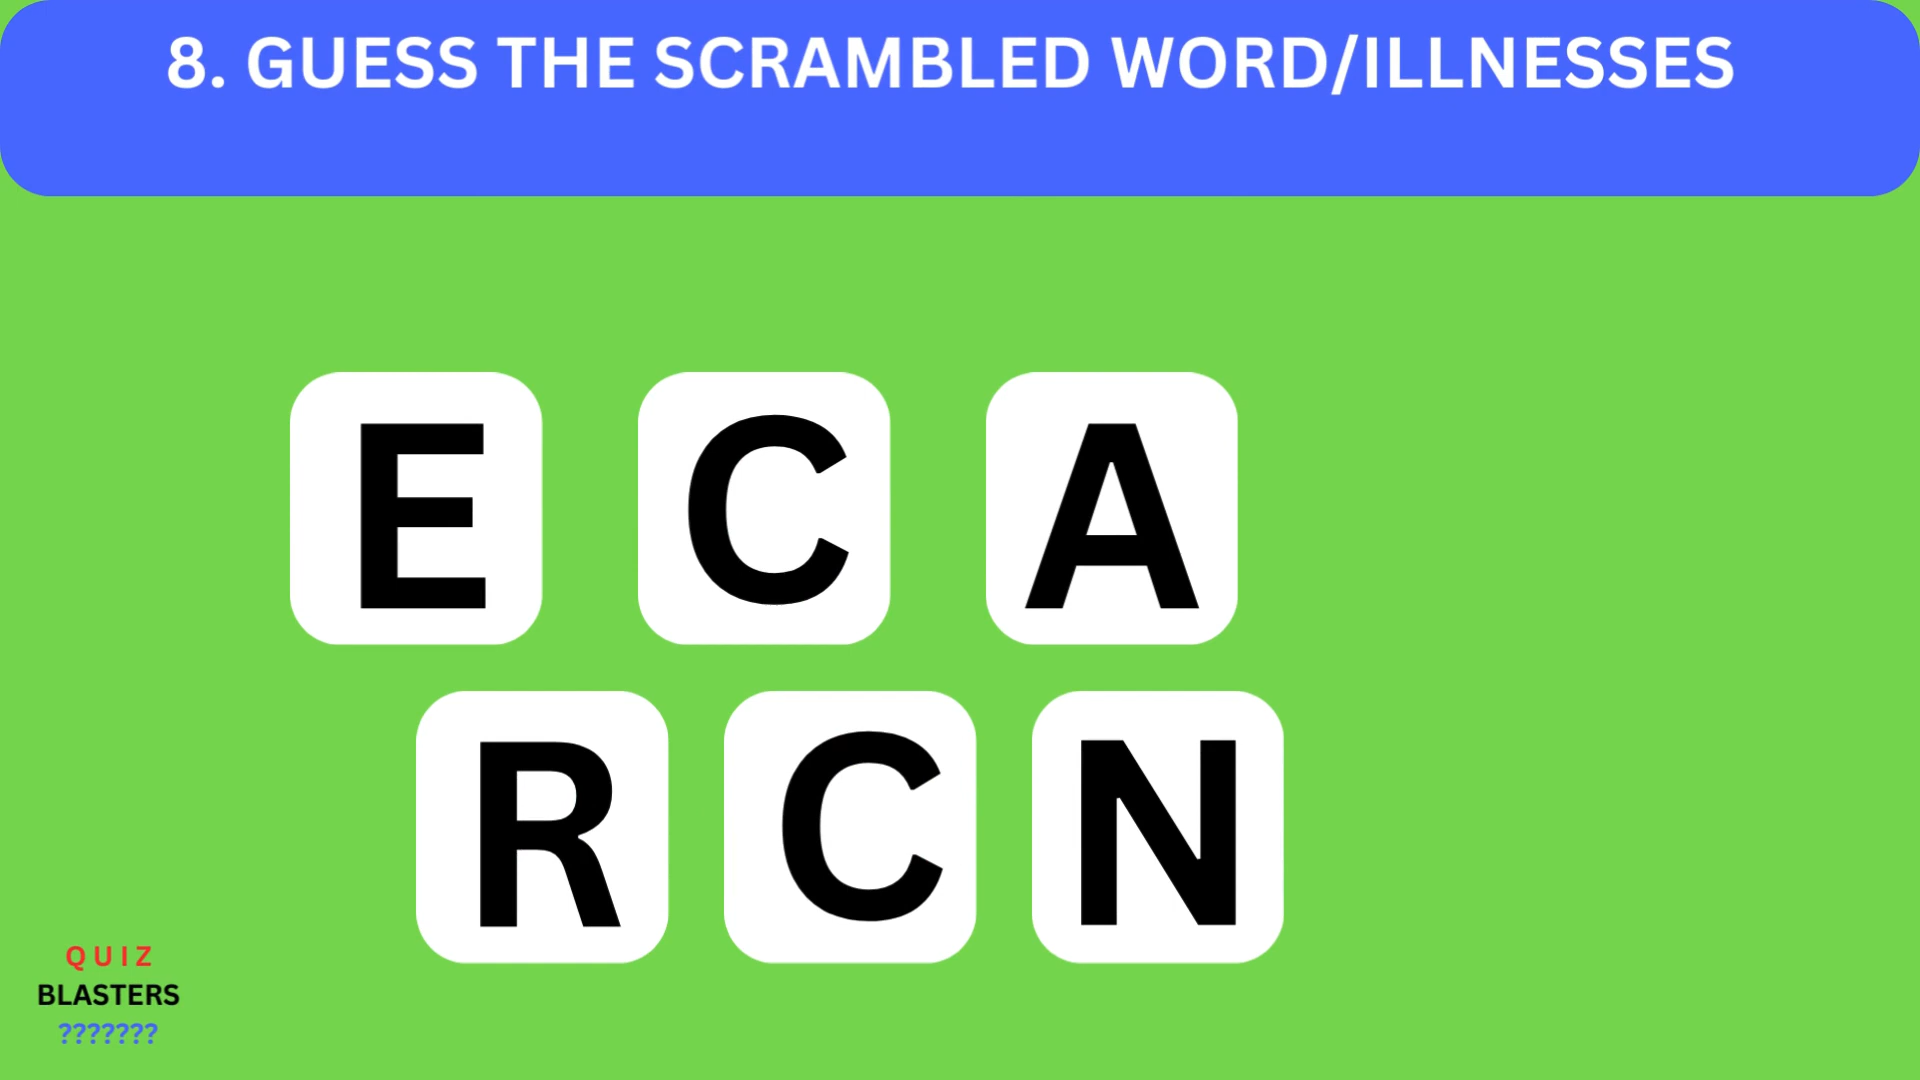 8. GUESS THE SCRAMBLED WORD/ILLNESSES
E C A
R C N
QUIZ
BLASTERS
???????